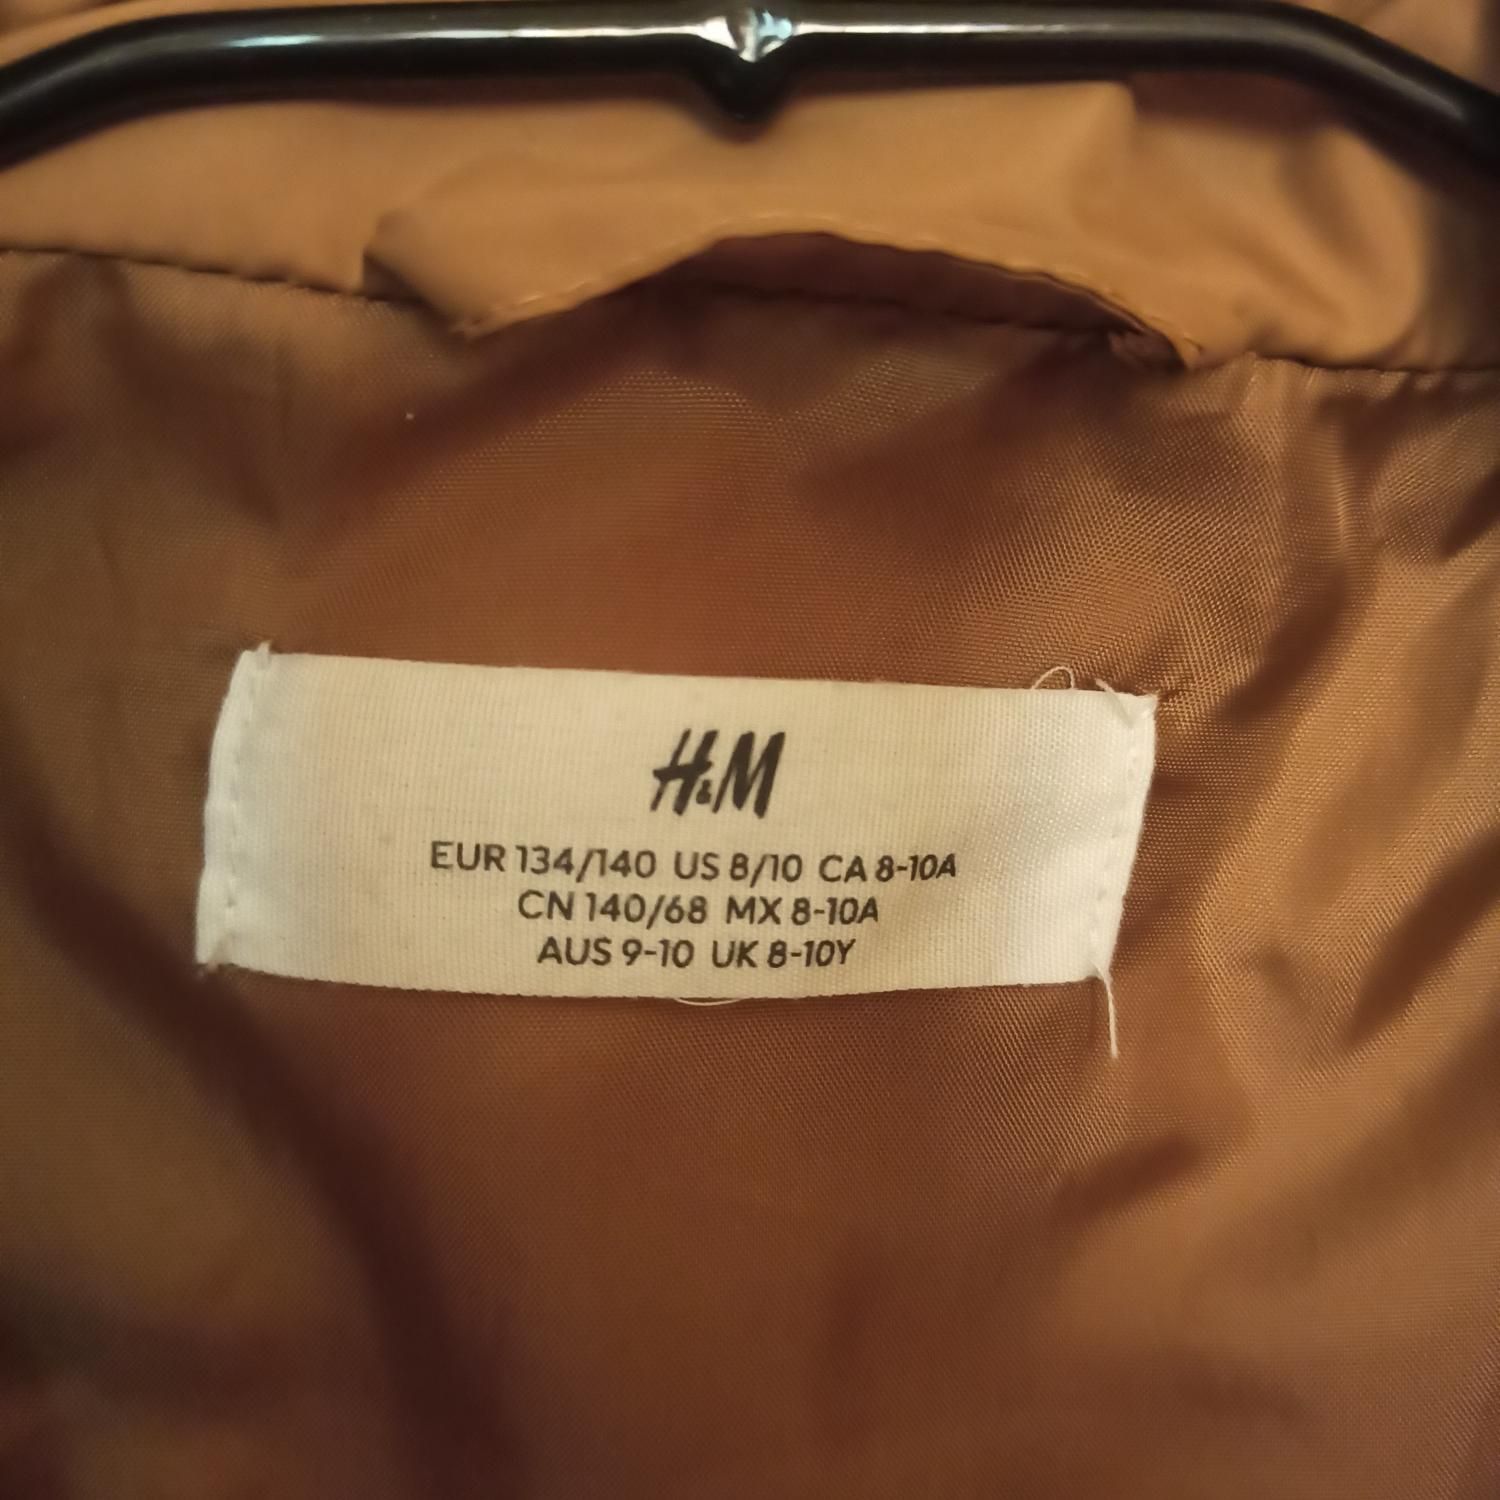 H&M
EUR 134/140 US 8/10 CA 8-10A
CN 140/68 MX 8-10A
AUS 9-10 UK 8-10Y